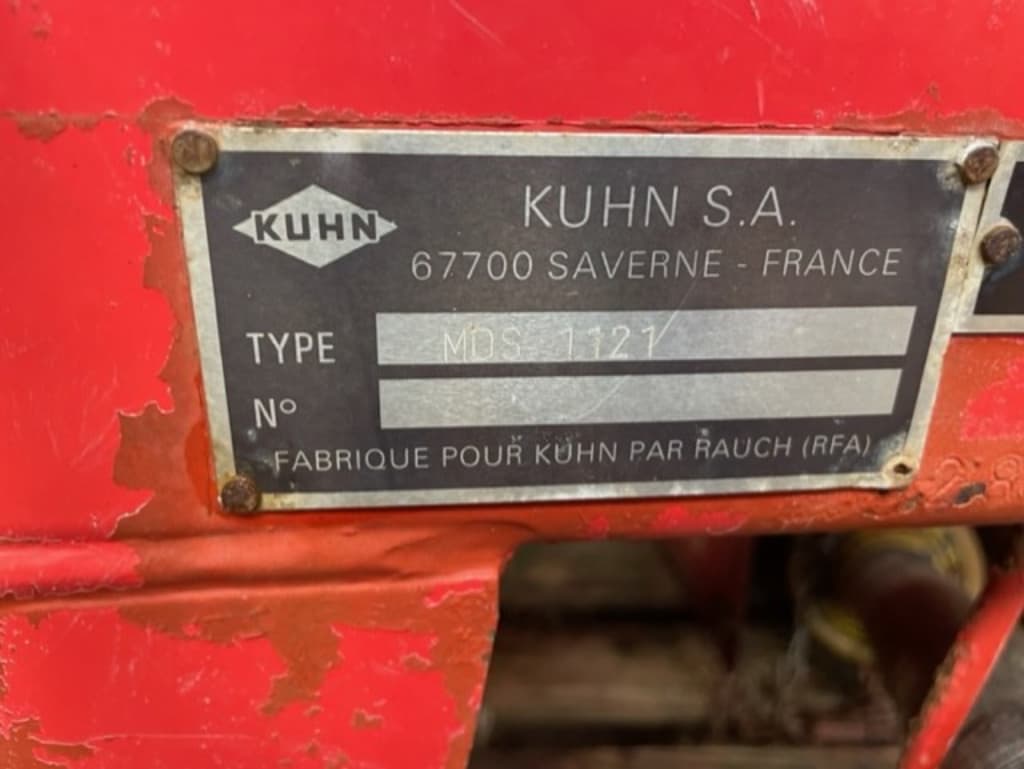 KUHN
KUHN S.A.
67700 SAVERNE - FRANCE
TYPE MDS 1121
N°
FABRIQUE POUR KUHN PAR RAUCH (RFA)